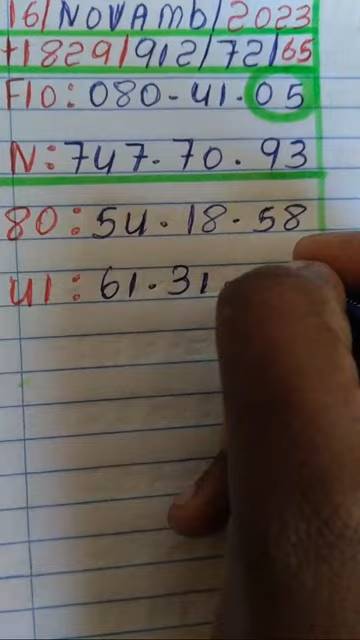 16/NOVAMb/2023
+1829/912/72/65
F10:080-41-05
N:747.70.93
80:54.18.58
41:61.31